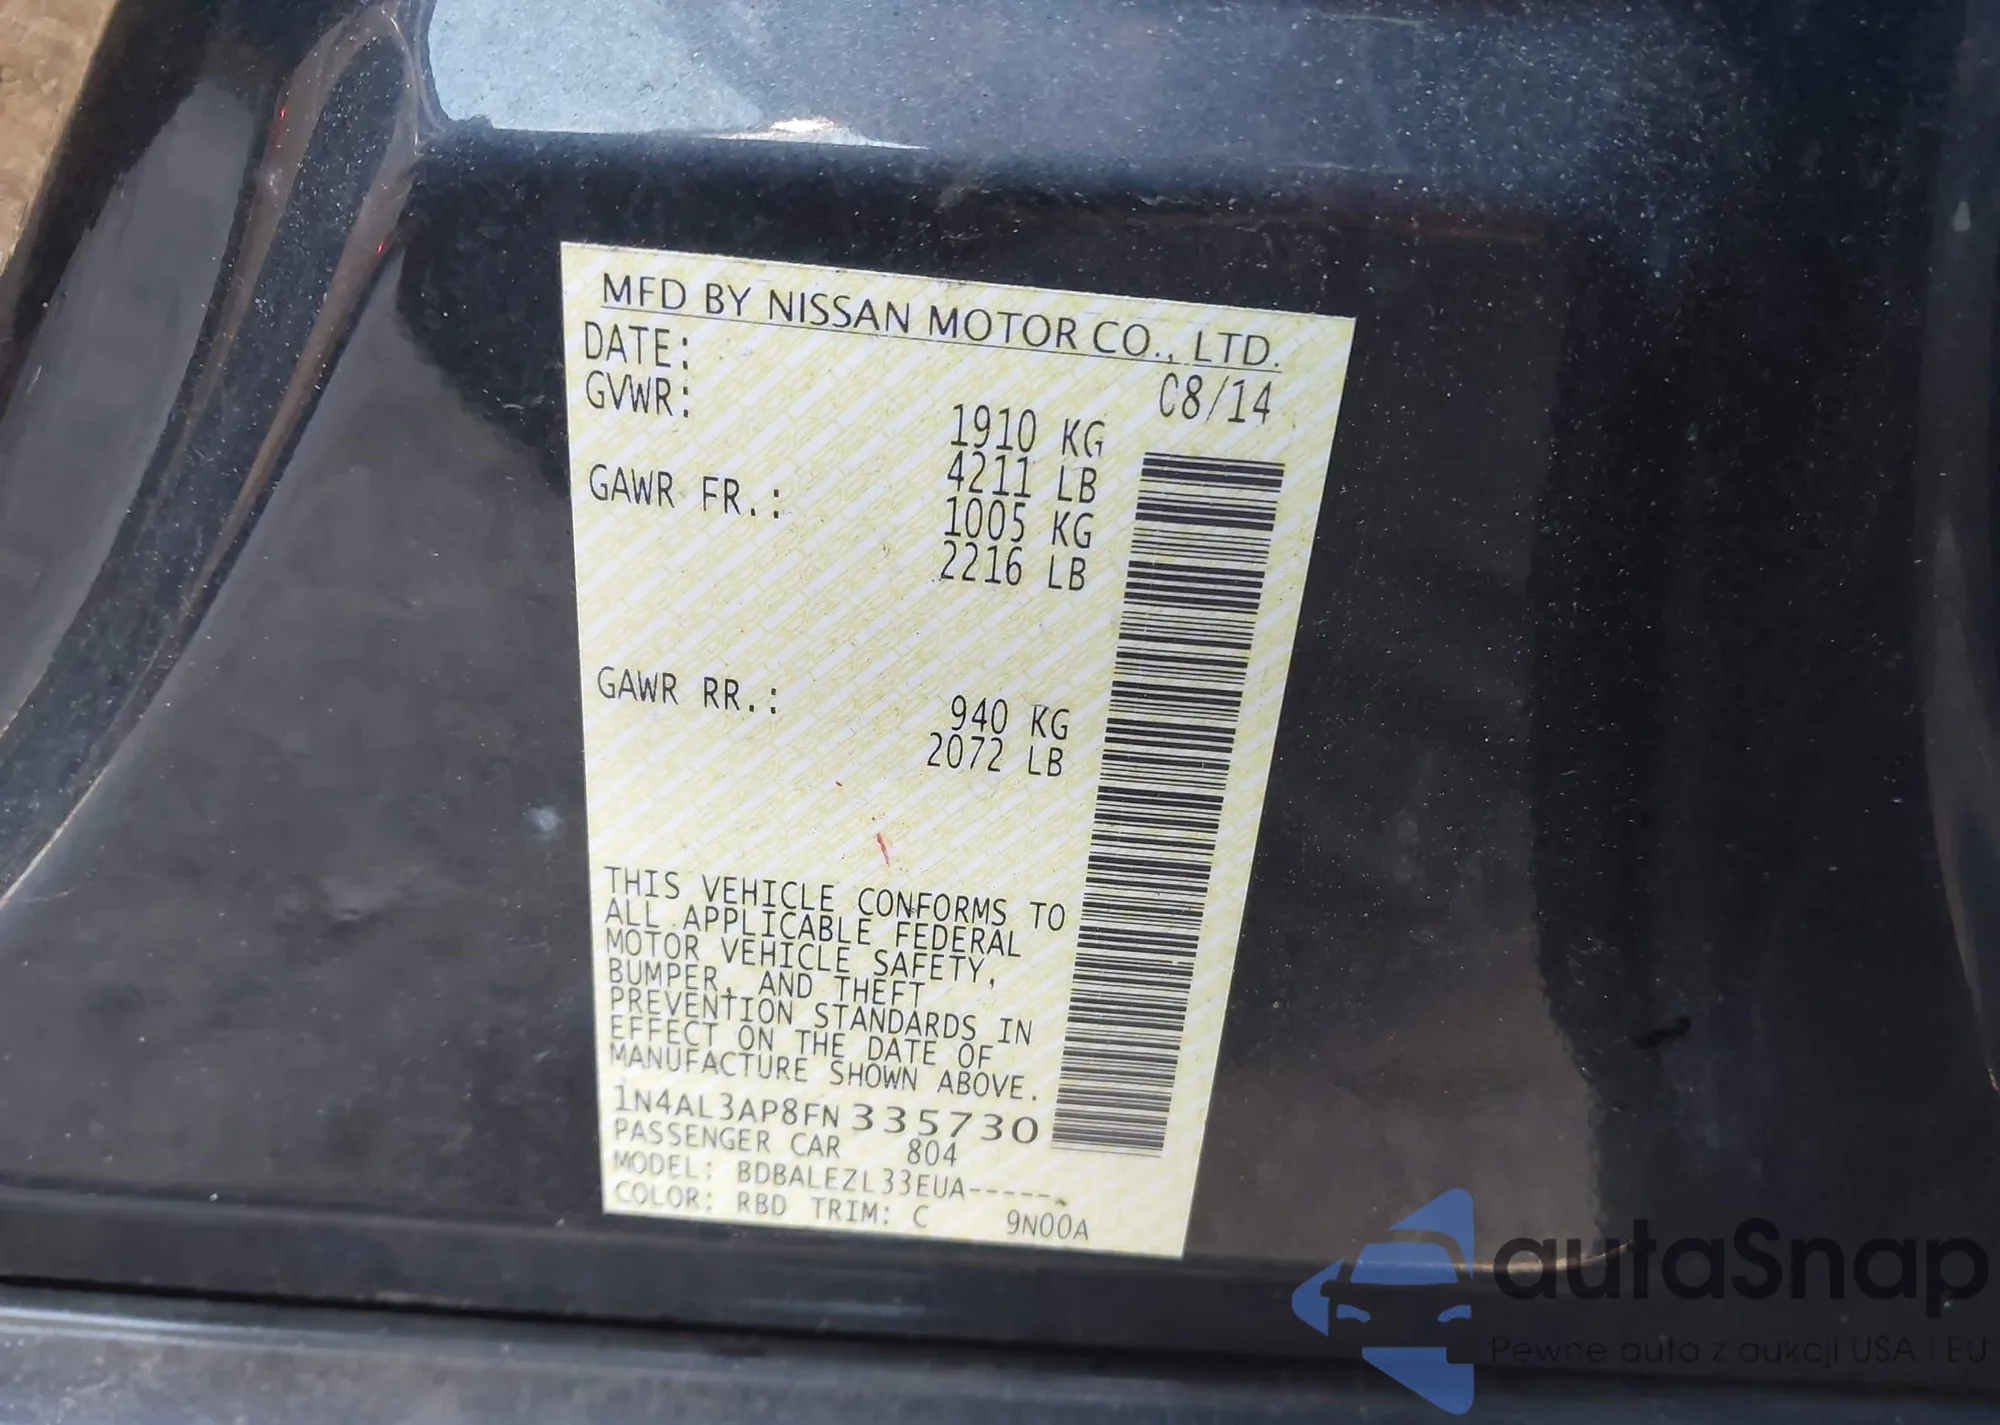 MFD BY NISSAN MOTOR CO., LTD.
DATE: 08/14
GVWR: 1910 KG
4211 LB
GAWR FR.: 1005 KG
2216 LB
GAWR RR.: 940 KG
2072 LB
THIS VEHICLE CONFORMS TO
ALL APPLICABLE FEDERAL
MOTOR VEHICLE SAFETY,
BUMPER, AND THEFT
PREVENTION STANDARDS IN
EFFECT ON THE DATE OF
MANUFACTURE SHOWN ABOVE.
1N4AL3AP8FN335730
PASSENGER CAR 804
MODEL: BDBALEZL33EUA-----
COLOR: RBD TRIM: C 9N00A
autaSnap
Pewne auta z aukcji USA i EU